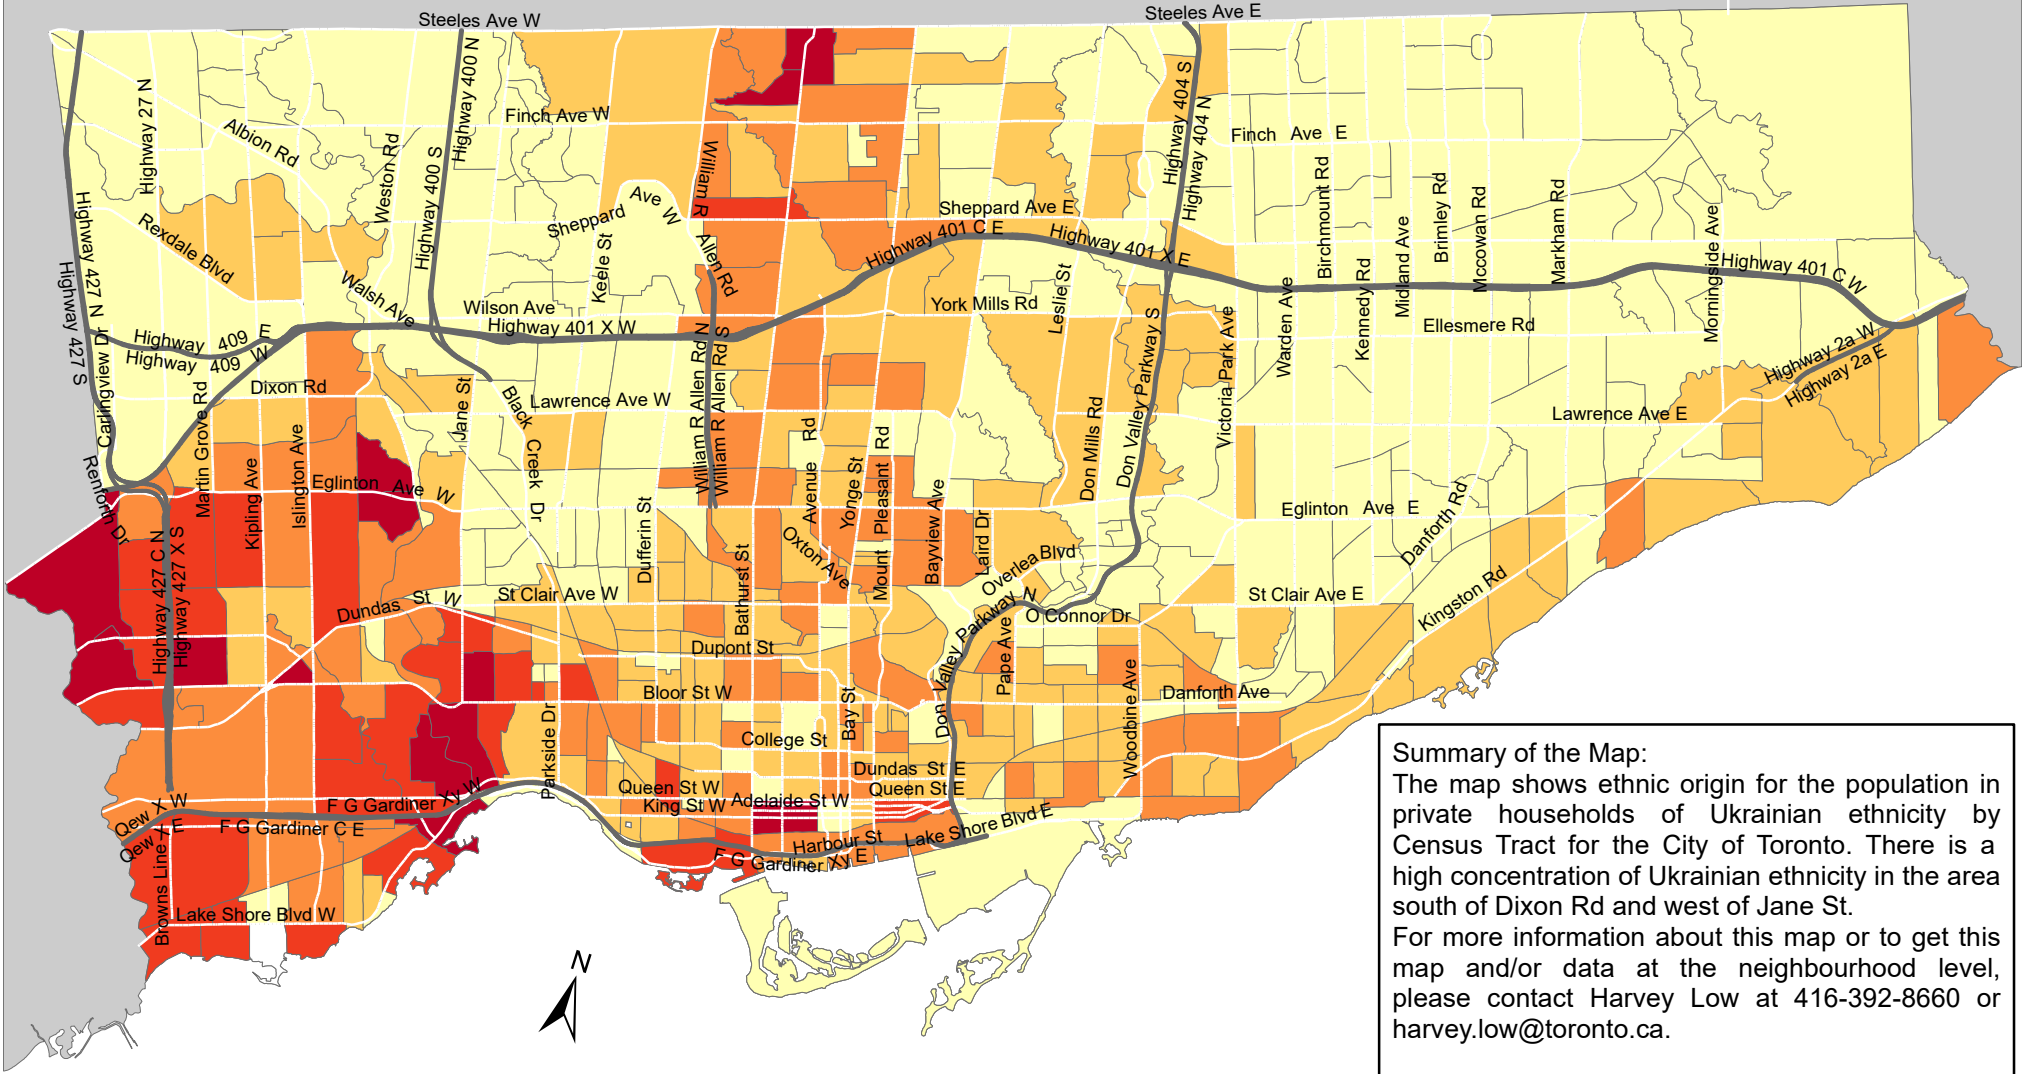 Steeles Ave W
Steeles Ave E
Highway 27 N
Albion Rd
Weston Rd
Highway 400 N
Highway 400 S
Finch Ave W
William R
Allen Rd
Highway 404 S
Highway 404 N
Finch Ave E
Highway 427 N
Highway 427 S
Rexdale Blvd
Sheppard Ave W
Keele St
Sheppard Ave E
Highway 401 C E
Highway 401 X E
Birchmount Rd
Midland Ave
Brimley Rd
Mccowan Rd
Markham Rd
Morningside Ave
Highway 401 C W
Walsh Ave
Wilson Ave
Highway 401 X W
York Mills Rd
Leslie St
Warden Ave
Kennedy Rd
Ellesmere Rd
Highway 427 S
Carlingview Dr
Highway 409 E
Highway 409 W
Highway 2a W
Highway 2a E
Dixon Rd
Martin Grove Rd
Jane St
Black Creek Dr
Lawrence Ave W
William R Allen Rd N
William R Allen Rd S
Avenue Rd
Don Valley Parkway S
Victoria Park Ave
Lawrence Ave E
Renforth Dr
Kipling Ave
Islington Ave
Eglinton Ave W
Dufferin St
Yonge St
Mount Pleasant Rd
Bayview Ave
Laird Dr
Don Mills Rd
Eglinton Ave E
Danforth Rd
Highway 427 C N
Highway 427 X S
Bathurst St
Oxton Ave
Overlea Blvd
Dundas St W
St Clair Ave W
Don Valley Parkway N
O Connor Dr
St Clair Ave E
Kingston Rd
Dupont St
Pape Ave
Bloor St W
Bay St
Woodbine Ave
Danforth Ave
Parkside Dr
College St
Dundas St E
Queen St W
Queen St E
King St W
Adelaide St W
Qew X W
Qew X E
F G Gardiner Xy W
F G Gardiner C E
Harbour St
Lake Shore Blvd E
F G Gardiner Xy E
Browns Line
Lake Shore Blvd W
N
Summary of the Map:
The map shows ethnic origin for the population in
private households of Ukrainian ethnicity by
Census Tract for the City of Toronto. There is a
high concentration of Ukrainian ethnicity in the area
south of Dixon Rd and west of Jane St.
For more information about this map or to get this
map and/or data at the neighbourhood level,
please contact Harvey Low at 416-392-8660 or
harvey.low@toronto.ca.